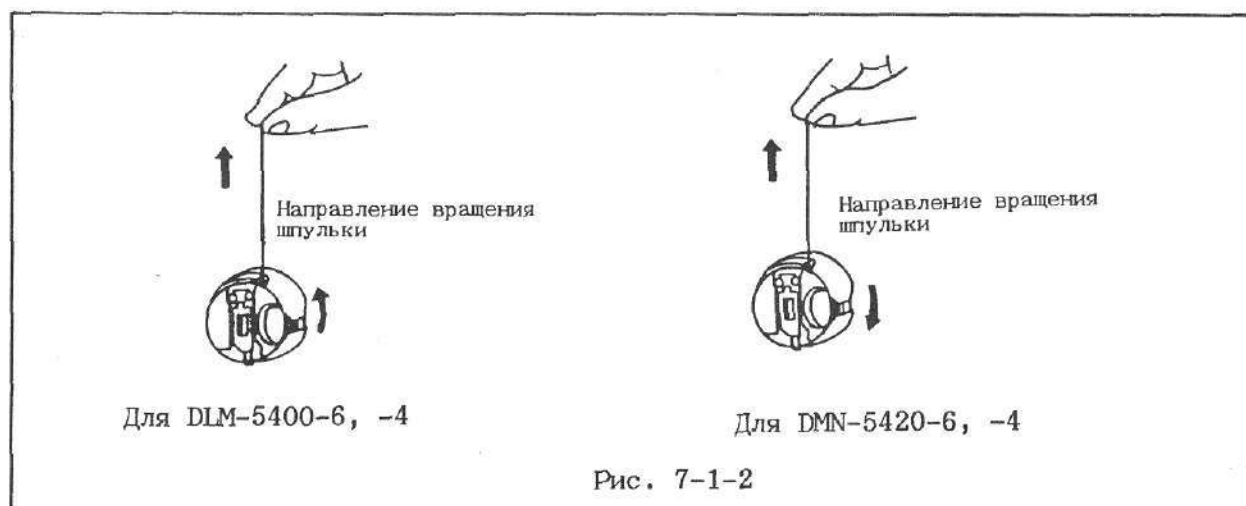 Направление вращения
шпульки
Направление вращения
шпульки
Для DLM-5400-6, -4
Для DMN-5420-6, -4
Рис. 7-1-2